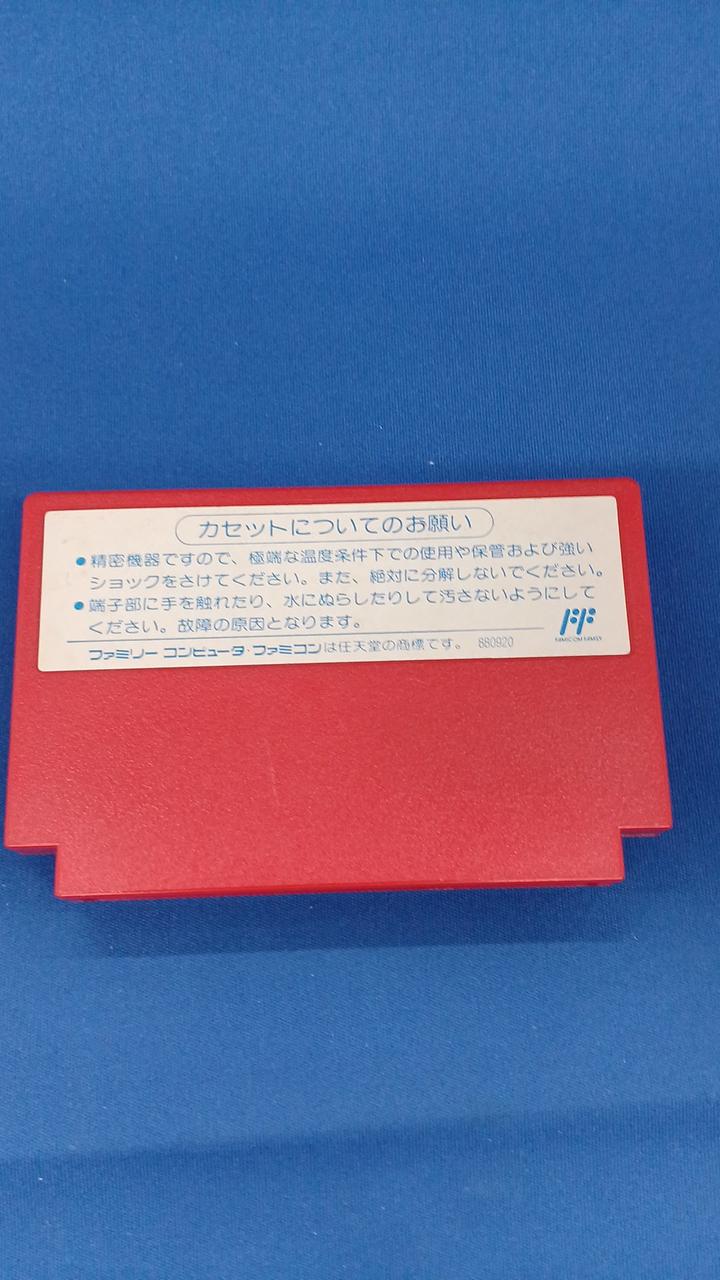 カセットについてのお願い
●精密機器ですので、極端な温度条件下での使用や保管および強い
ショックをさけてください。また、絶対に分解しないでください。
●端子部に手を触れたり、水にぬらしたりして汚さないようにして
ください。故障の原因となります。
FAMICOM FAMILY
ファミリー コンピュータ・ファミコンは任天堂の商標です。 880920